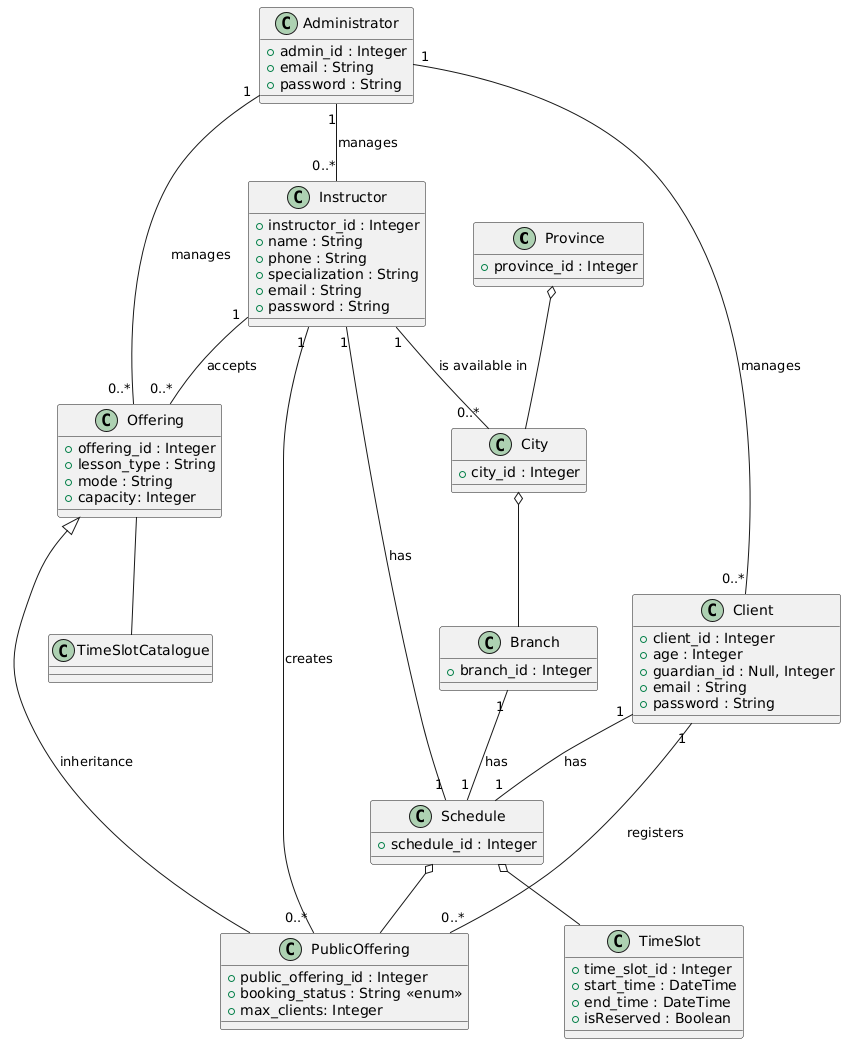 C Administrator
+ admin_id : Integer
+ email : String
+ password : String
1
1
1
manages
0..*
C Instructor
+ instructor_id : Integer
+ name : String
+ phone : String
+ specialization : String
+ email : String
+ password : String
C Province
+ province_id : Integer
manages
1
1
1
1
accepts
is available in
manages
0..*
0..*
0..*
C Offering
+ offering_id : Integer
+ lesson_type : String
+ mode : String
+ capacity: Integer
C City
+ city_id : Integer
has
0..*
C Client
+ client_id : Integer
+ age : Integer
+ guardian_id : Null, Integer
+ email : String
+ password : String
C TimeSlotCatalogue
C Branch
+ branch_id : Integer
creates
1
1
1
inheritance
has
has
1
1
1
C Schedule
+ schedule_id : Integer
registers
0..*
0..*
C PublicOffering
+ public_offering_id : Integer
+ booking_status : String «enum»
+ max_clients: Integer
C TimeSlot
+ time_slot_id : Integer
+ start_time : DateTime
+ end_time : DateTime
+ isReserved : Boolean